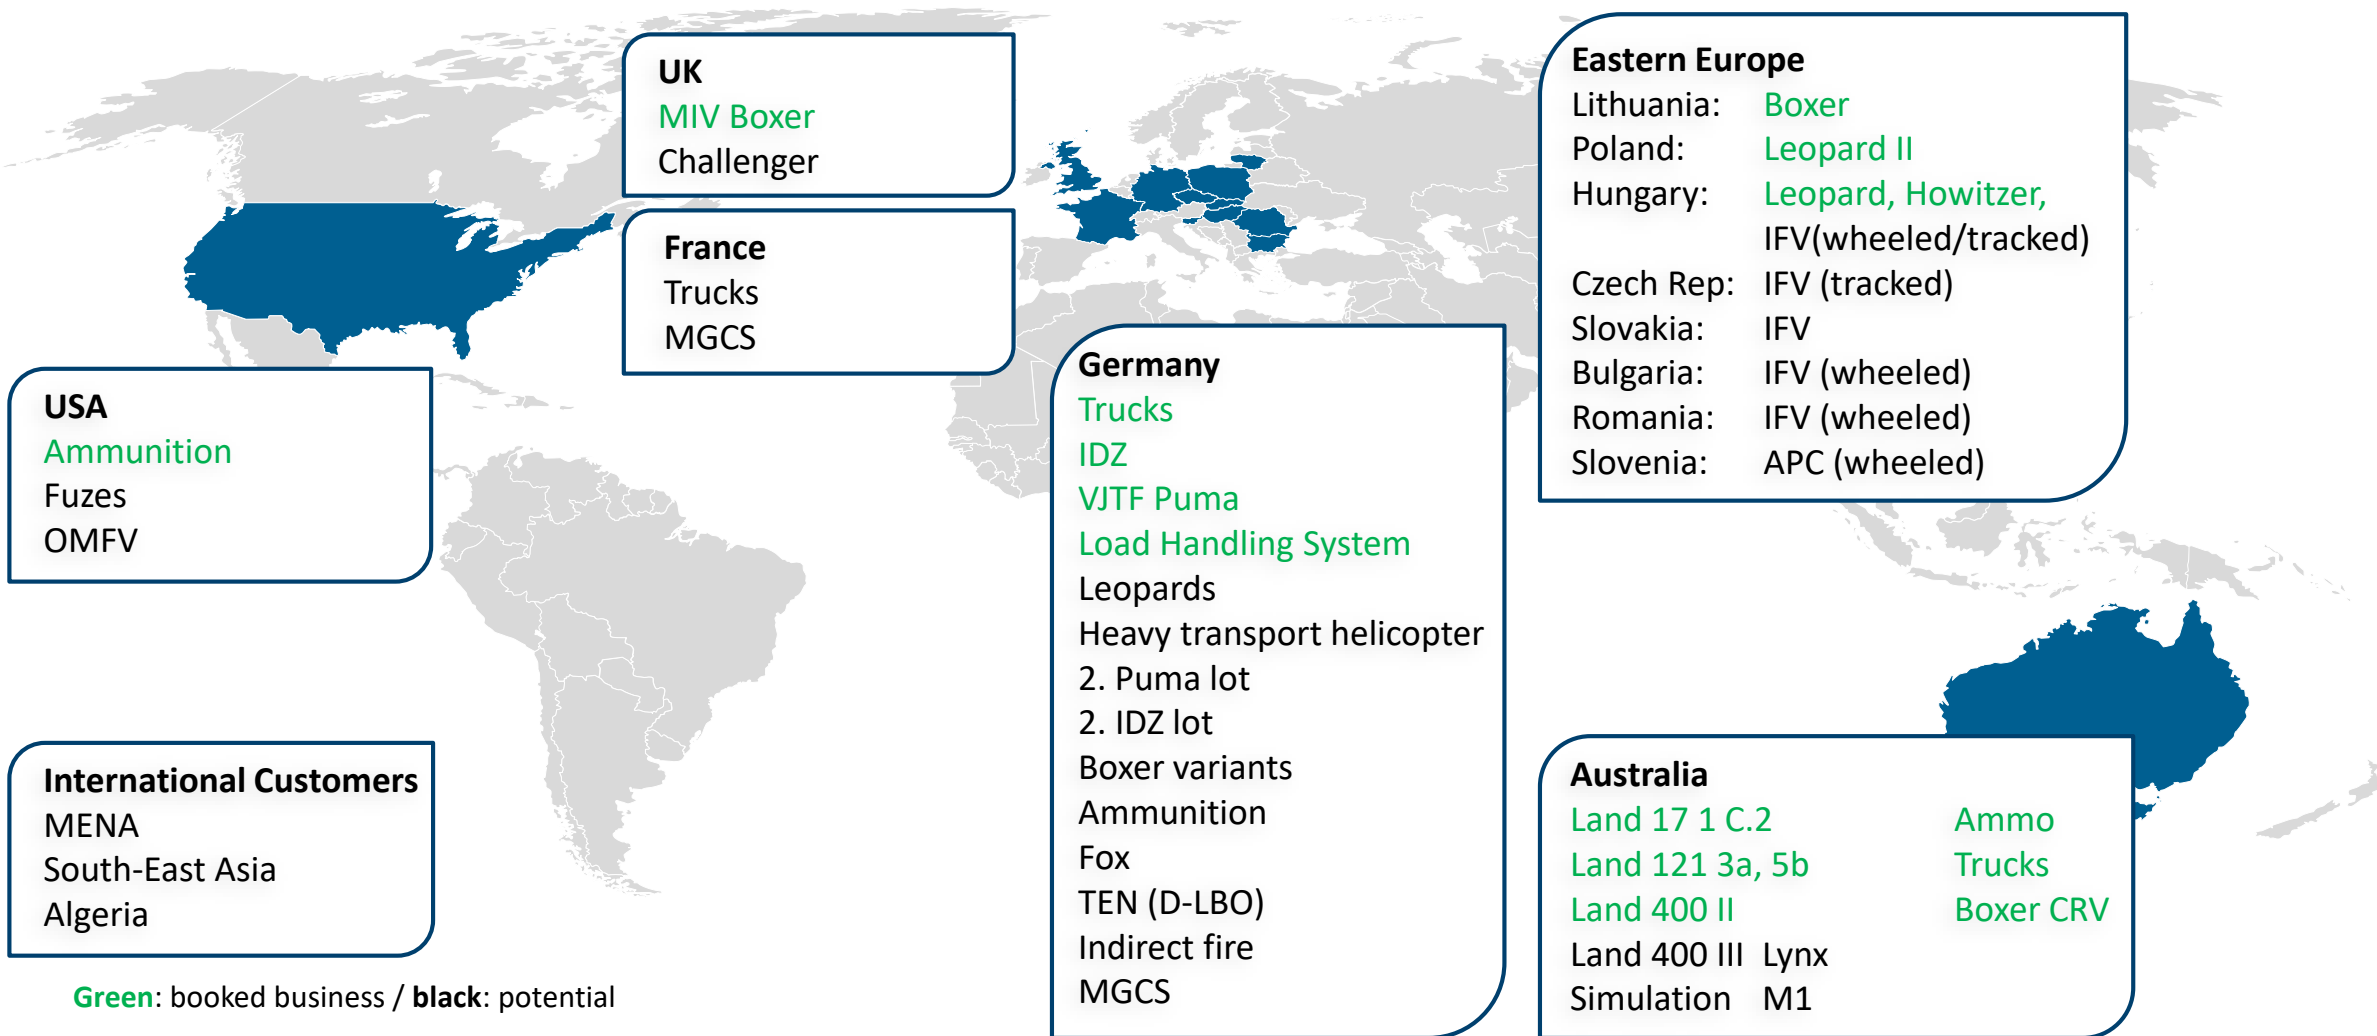 UK
MIV Boxer
Challenger
France
Trucks
MGCS
USA
Ammunition
Fuzes
OMFV
International Customers
MENA
South-East Asia
Algeria
Green: booked business / black: potential
Germany
Trucks
IDZ
VJTF Puma
Load Handling System
Leopards
Heavy transport helicopter
2. Puma lot
2. IDZ lot
Boxer variants
Ammunition
Fox
TEN (D-LBO)
Indirect fire
MGCS
Eastern Europe
Lithuania: Boxer
Poland: Leopard II
Hungary: Leopard, Howitzer,
IFV(wheeled/tracked)
Czech Rep: IFV (tracked)
Slovakia: IFV
Bulgaria: IFV (wheeled)
Romania: IFV (wheeled)
Slovenia: APC (wheeled)
Australia
Land 17 1 C.2 Ammo
Land 121 3a, 5b Trucks
Land 400 II Boxer CRV
Land 400 III Lynx
Simulation M1